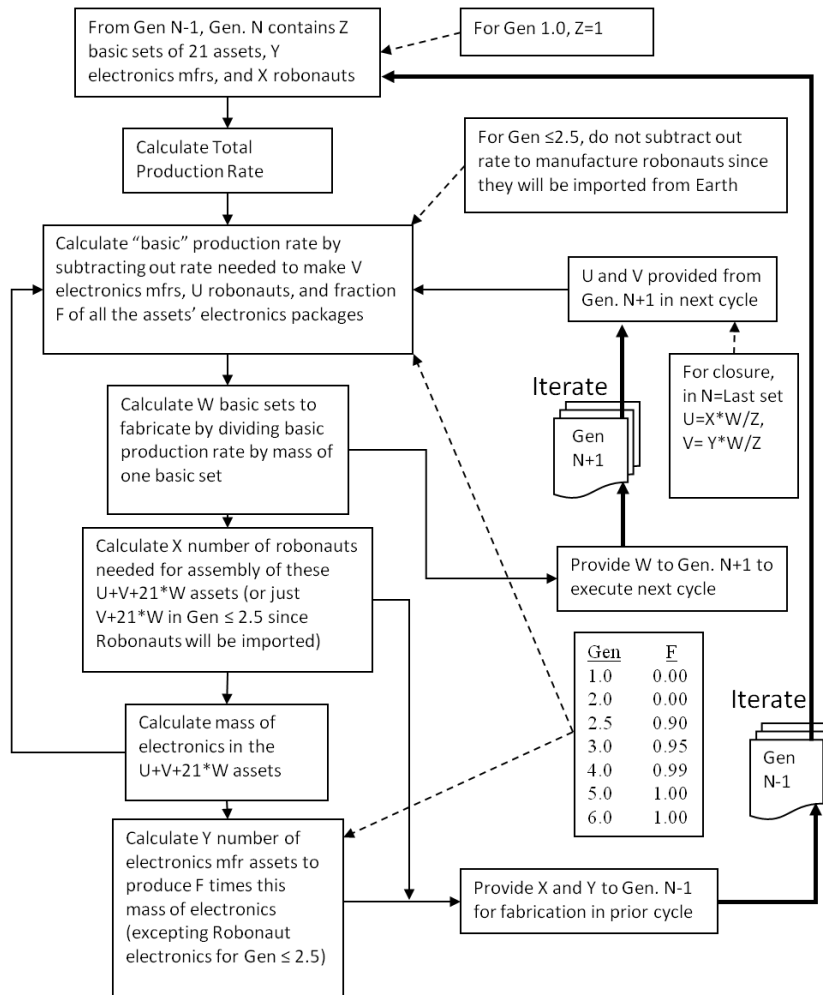 From Gen N-1, Gen. N contains Z
basic sets of 21 assets, Y
electronics mfrs, and X robonauts
For Gen 1.0, Z=1
Calculate Total
Production Rate
For Gen ≤2.5, do not subtract out
rate to manufacture robonauts since
they will be imported from Earth
Calculate “basic” production rate by
subtracting out rate needed to make V
electronics mfrs, U robonauts, and fraction
F of all the assets’ electronics packages
U and V provided from
Gen. N+1 in next cycle
For closure,
in N=Last set
U=X*W/Z,
V= Y*W/Z
Iterate
Gen
N+1
Calculate W basic sets to
fabricate by dividing basic
production rate by mass of
one basic set
Calculate X number of robonauts
needed for assembly of these
U+V+21*W assets (or just
V+21*W in Gen ≤ 2.5 since
Robonauts will be imported)
Provide W to Gen. N+1 to
execute next cycle
Gen F
1.0 0.00
2.0 0.00
2.5 0.90
3.0 0.95
4.0 0.99
5.0 1.00
6.0 1.00
Iterate
Gen
N-1
Calculate mass of
electronics in the
U+V+21*W assets
Calculate Y number of
electronics mfr assets to
produce F times this
mass of electronics
(excepting Robonaut
electronics for Gen ≤ 2.5)
Provide X and Y to Gen. N-1
for fabrication in prior cycle